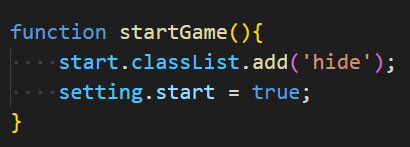 function startGame(){
    start.classList.add('hide');
    setting.start = true;
}